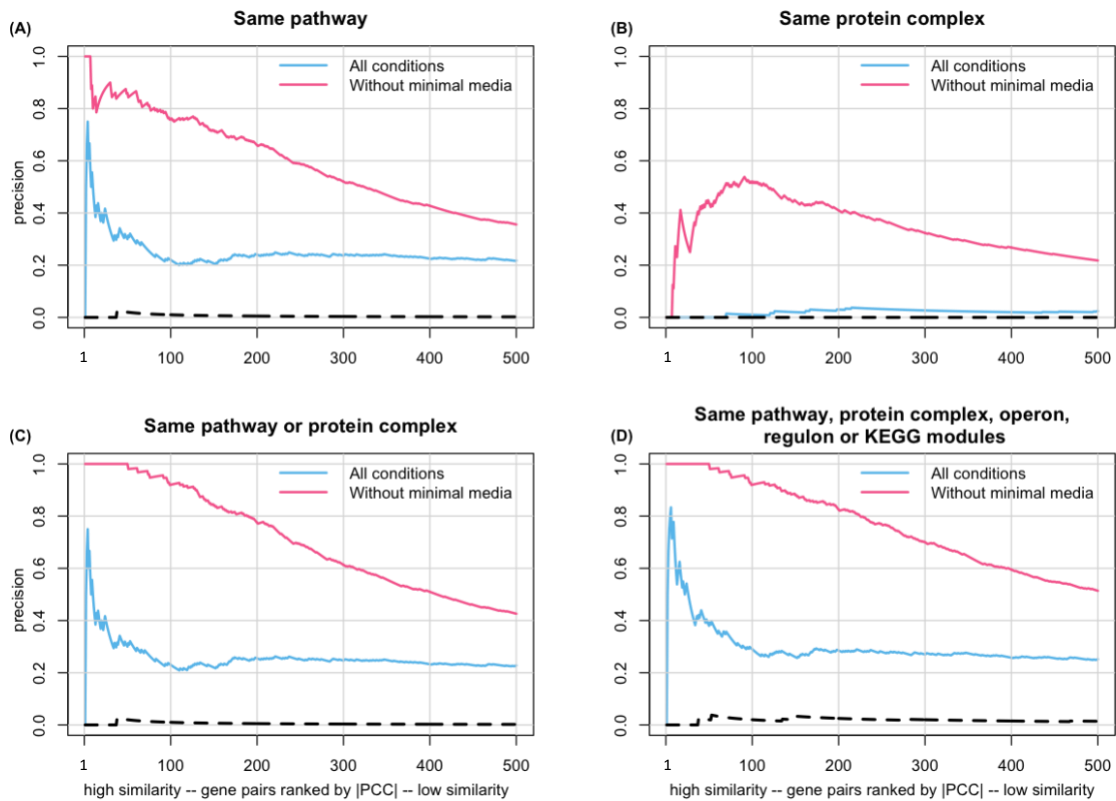 (A)
Same pathway
All conditions
Without minimal media
precision
0.0 0.2 0.4 0.6 0.8 1.0
1 100 200 300 400 500
(B)
Same protein complex
All conditions
Without minimal media
0.0 0.2 0.4 0.6 0.8 1.0
1 100 200 300 400 500
(C)
Same pathway or protein complex
All conditions
Without minimal media
precision
0.0 0.2 0.4 0.6 0.8 1.0
1 100 200 300 400 500
high similarity -- gene pairs ranked by |PCC| -- low similarity
(D)
Same pathway, protein complex, operon,
regulon or KEGG modules
All conditions
Without minimal media
0.0 0.2 0.4 0.6 0.8 1.0
1 100 200 300 400 500
high similarity -- gene pairs ranked by |PCC| -- low similarity